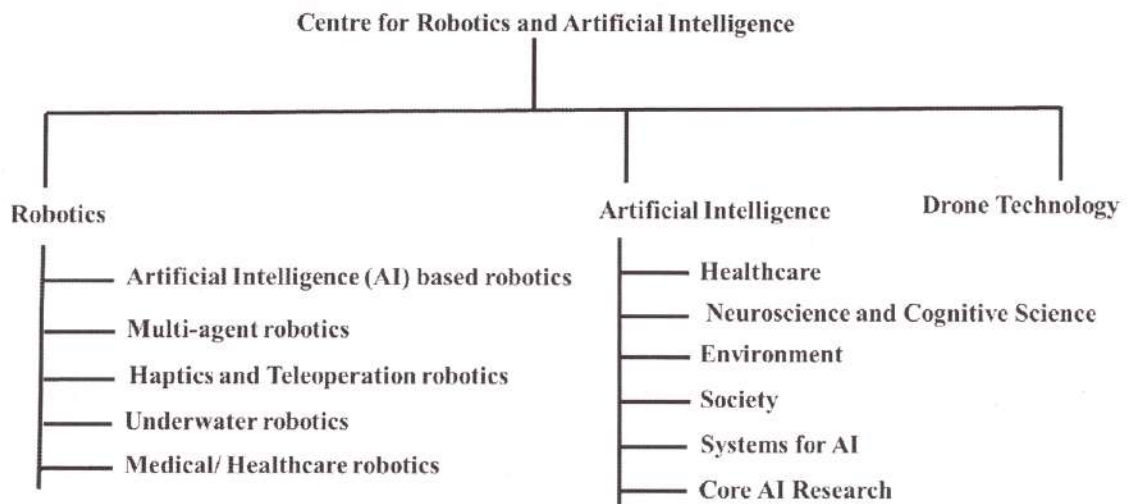 Centre for Robotics and Artificial Intelligence
Robotics
Artificial Intelligence (AI) based robotics
Multi-agent robotics
Haptics and Teleoperation robotics
Underwater robotics
Medical/ Healthcare robotics
Artificial Intelligence
Healthcare
Neuroscience and Cognitive Science
Environment
Society
Systems for AI
Core AI Research
Drone Technology